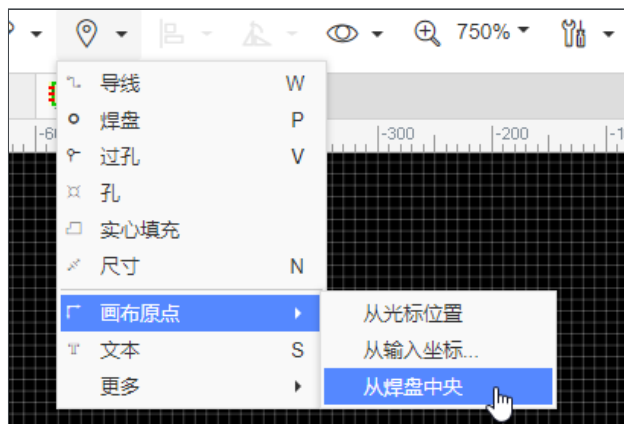 750%
导线 W
焊盘 P
过孔 V
孔
实心填充
尺寸 N
画布原点
文本 S
更多
从光标位置
从输入坐标...
从焊盘中央
-300 -200